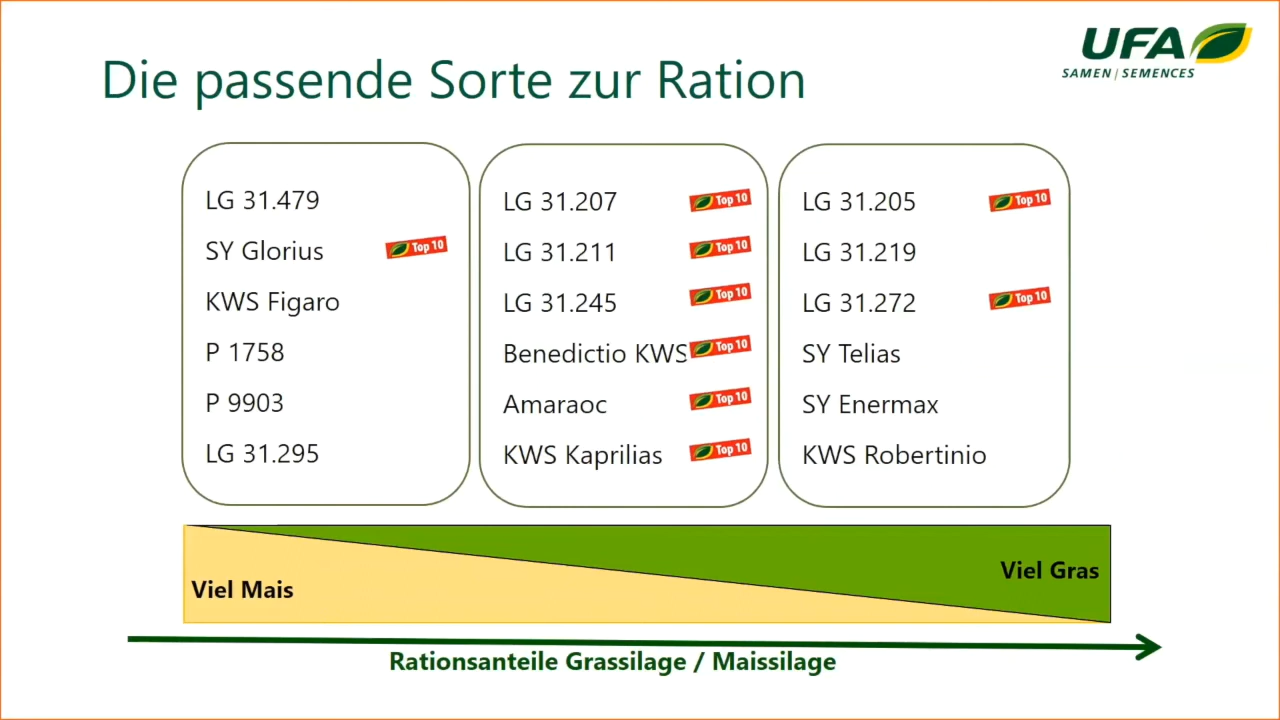 UFA
SAMEN | SEMENCES
Die passende Sorte zur Ration
LG 31.479
SY Glorius Top 10
KWS Figaro
P 1758
P 9903
LG 31.295
LG 31.207 Top 10
LG 31.211 Top 10
LG 31.245 Top 10
Benedictio KWS Top 10
Amaraoc Top 10
KWS Kaprilias Top 10
LG 31.205 Top 10
LG 31.219
LG 31.272 Top 10
SY Telias
SY Enermax
KWS Robertinio
Viel Mais
Viel Gras
Rationsanteile Grassilage / Maissilage